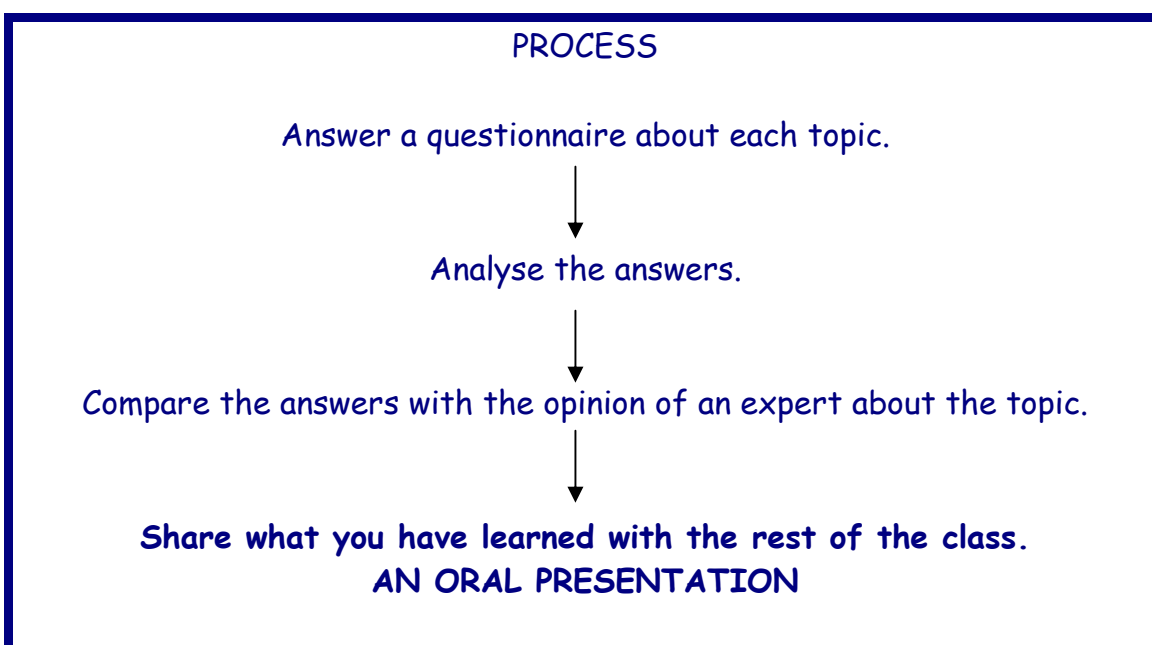 PROCESS
Answer a questionnaire about each topic.
Analyse the answers.
Compare the answers with the opinion of an expert about the topic.
Share what you have learned with the rest of the class.
AN ORAL PRESENTATION